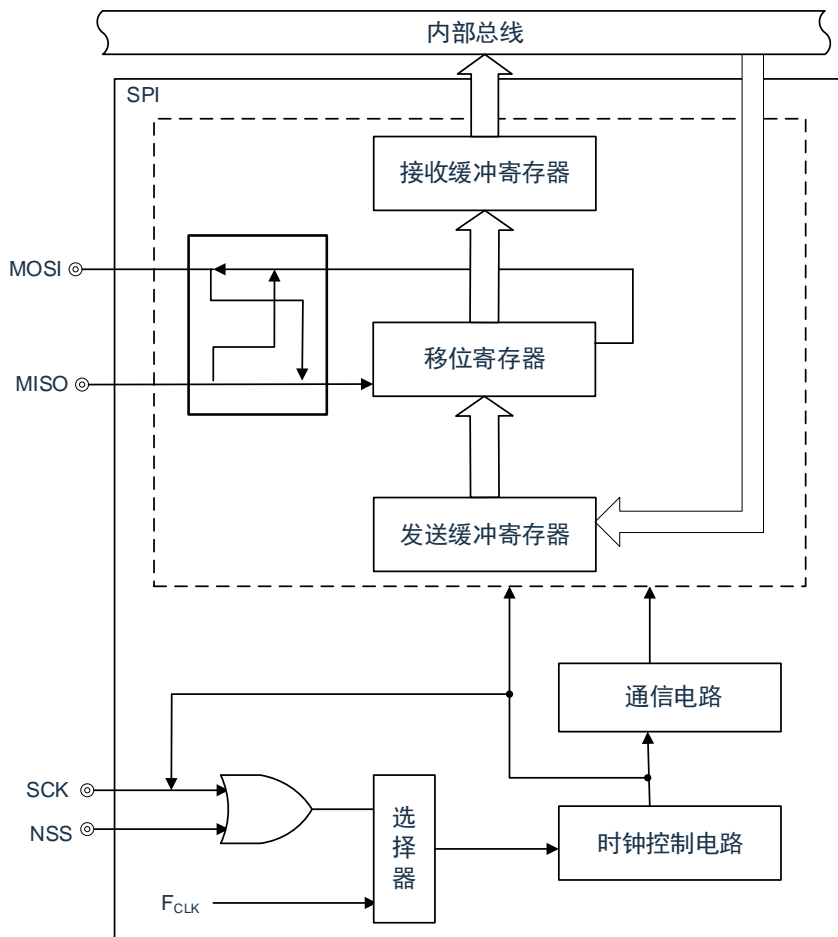 内部总线
SPI
接收缓冲寄存器
MOSI
移位寄存器
MISO
发送缓冲寄存器
通信电路
SCK
NSS
选择器
时钟控制电路
FCLK